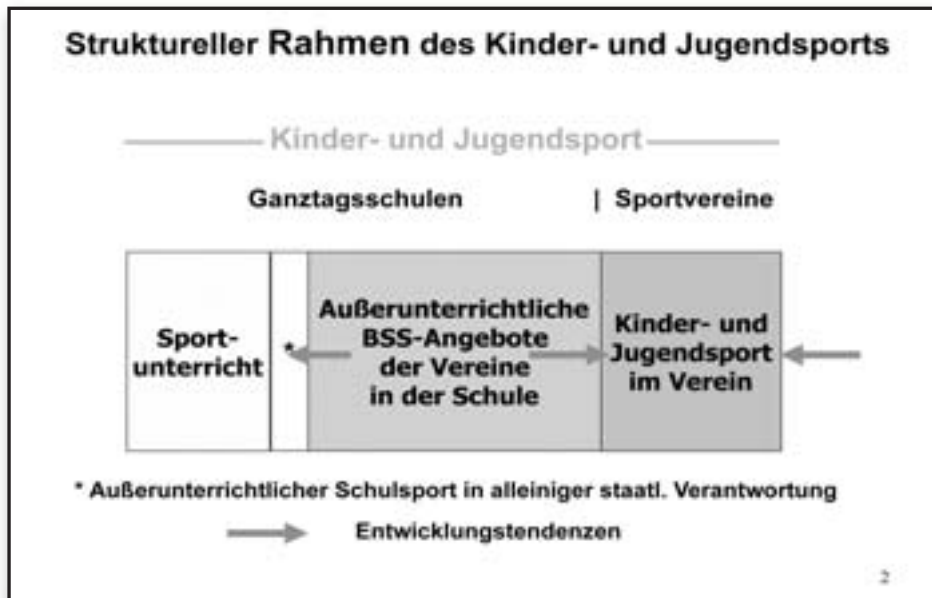 Struktureller Rahmen des Kinder- und Jugendsports
Kinder- und Jugendsport
Ganztagsschulen | Sportvereine
Sport-
unterricht
*
Außerunterrichtliche
BSS-Angebote
der Vereine
in der Schule
Kinder- und
Jugendsport
im Verein
* Außerunterrichtlicher Schulsport in alleiniger staatl. Verantwortung
Entwicklungstendenzen
2